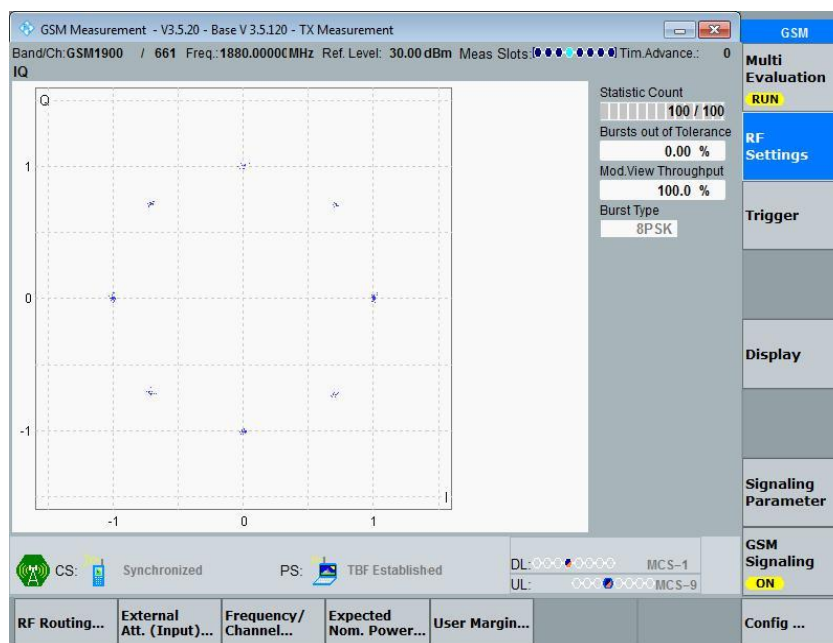 GSM Measurement - V3.5.20 - Base V 3.5.120 - TX Measurement
GSM
Band/Ch:GSM1900 / 661 Freq.:1880.00000MHz Ref. Level: 30.00 dBm Meas Slots: Tim.Advance.: 0
IQ
Multi
Evaluation
RUN
RF
Settings
Trigger
Display
Signaling
Parameter
GSM
Signaling
ON
Config ...
Statistic Count
100 / 100
Bursts out of Tolerance
0.00 %
Mod.View Throughput
100.0 %
Burst Type
8PSK
Q
1
0
-1
I
-1 0 1
CS: Synchronized PS: TBF Established DL: MCS-1
UL: MCS-9
RF Routing...
External
Att. (Input)...
Frequency/
Channel...
Expected
Nom. Power...
User Margin...